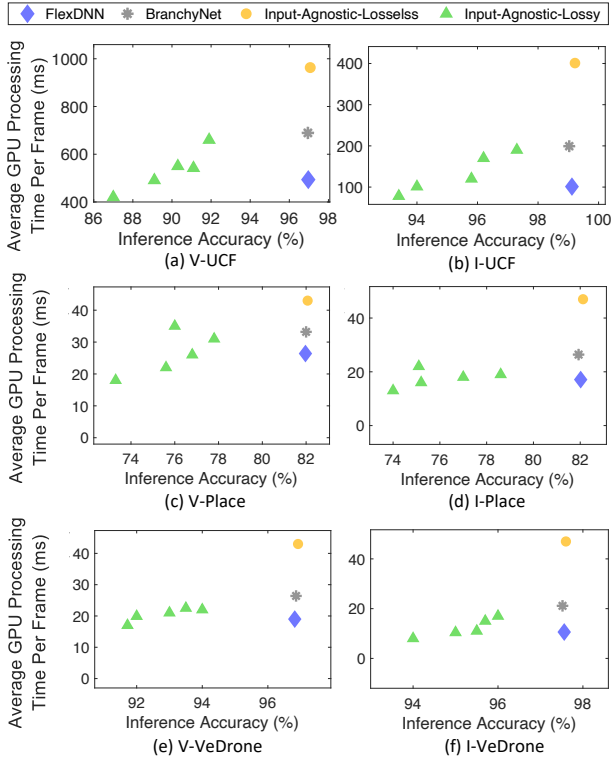 FlexDNN BranchyNet Input-Agnostic-Losselss Input-Agnostic-Lossy
Average GPU Processing
Time Per Frame (ms)
1000
800
600
400
86 88 90 92 94 96 98
Inference Accuracy (%)
(a) V-UCF
400
300
200
100
94 96 98 100
Inference Accuracy (%)
(b) I-UCF
Average GPU Processing
Time Per Frame (ms)
40
30
20
10
0
74 76 78 80 82
Inference Accuracy (%)
(c) V-Place
40
20
0
74 76 78 80 82
Inference Accuracy (%)
(d) I-Place
Average GPU Processing
Time Per Frame (ms)
40
30
20
10
0
92 94 96
Inference Accuracy (%)
(e) V-VeDrone
40
20
0
94 96 98
Inference Accuracy (%)
(f) I-VeDrone